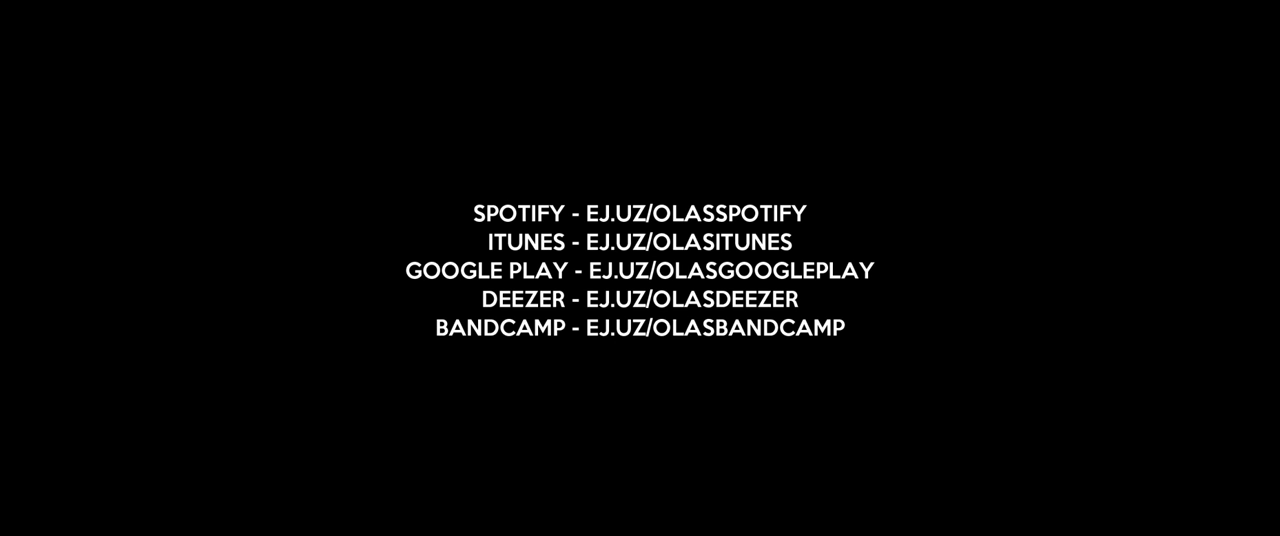 SPOTIFY - EJ.UZ/OLASSPOTIFY
ITUNES - EJ.UZ/OLASITUNES
GOOGLE PLAY - EJ.UZ/OLASGOOGLEPLAY
DEEZER - EJ.UZ/OLASDEEZER
BANDCAMP - EJ.UZ/OLASBANDCAMP